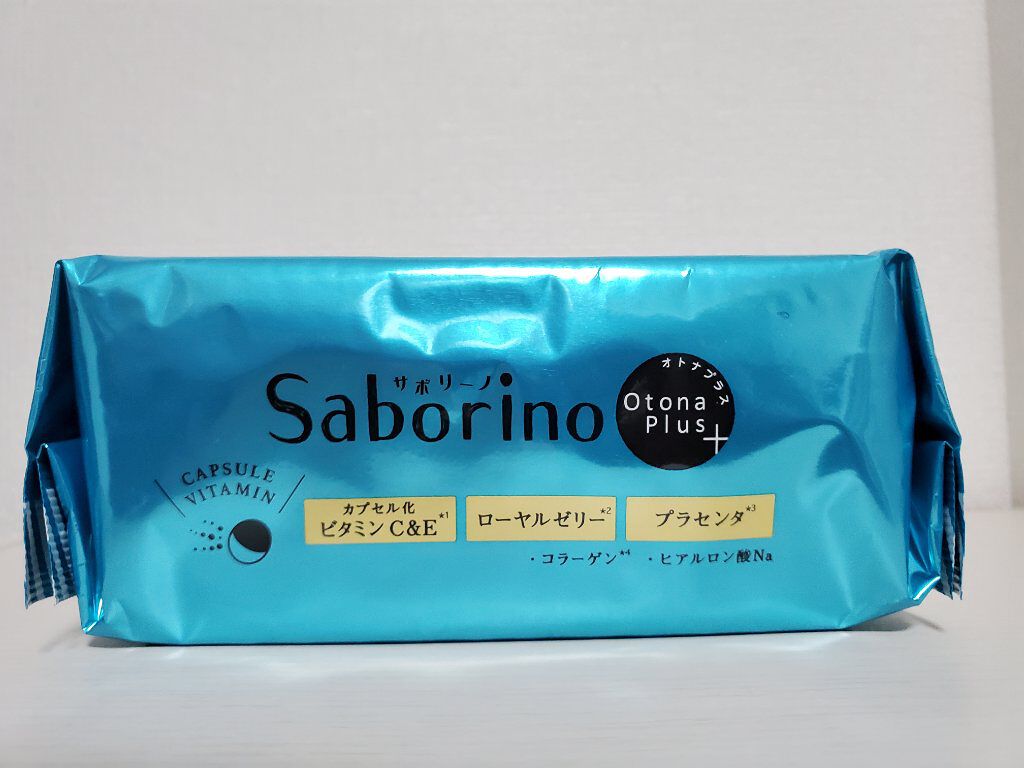 サボリーノ
Saborino
オトナプラス
Otona
Plus
+
CAPSULE
VITAMIN
カプセル化
ビタミン C&E*1
ローヤルゼリー*2
プラセンタ*3
・コラーゲン*4 ・ヒアルロン酸Na